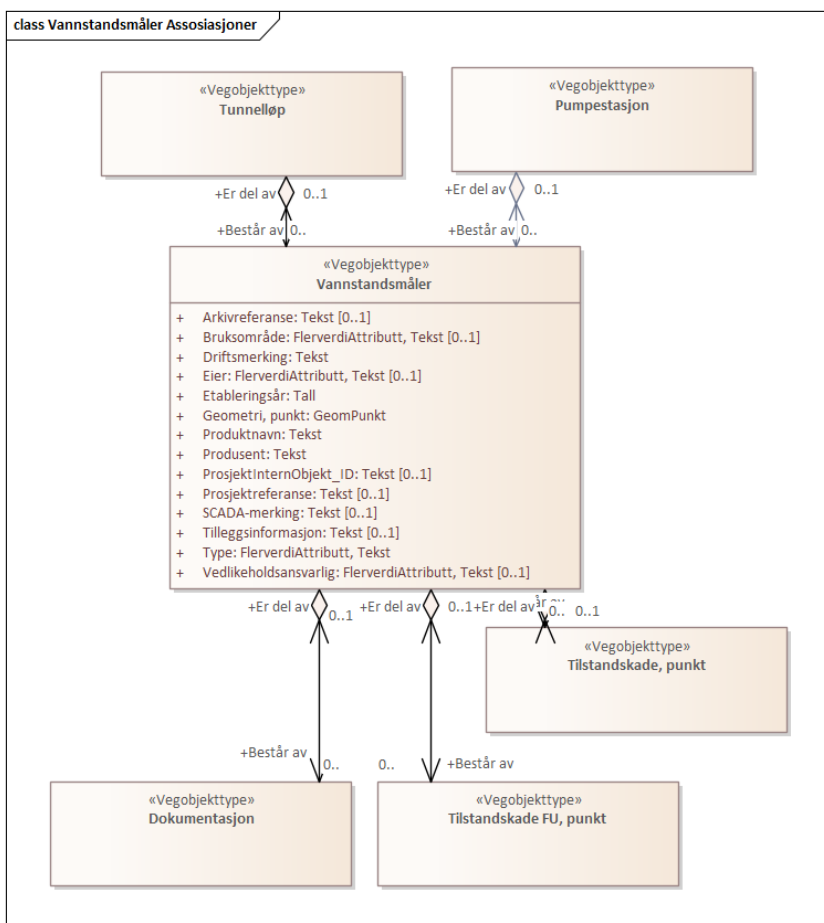 class Vannstandsmåler Assosiasjoner
«Vegobjekttype»
Tunnelløp
«Vegobjekttype»
Pumpestasjon
+Er del av 0..1
+Er del av 0..1
+Består av 0..
+Består av 0..
«Vegobjekttype»
Vannstandsmåler
+ Arkivreferanse: Tekst [0..1]
+ Bruksområde: FlerverdiAttributt, Tekst [0..1]
+ Driftsmerking: Tekst
+ Eier: FlerverdiAttributt, Tekst [0..1]
+ Etableringsår: Tall
+ Geometri, punkt: GeomPunkt
+ Produktnavn: Tekst
+ Produsent: Tekst
+ ProsjektInternObjekt_ID: Tekst [0..1]
+ Prosjektreferanse: Tekst [0..1]
+ SCADA-merking: Tekst [0..1]
+ Tilleggsinformasjon: Tekst [0..1]
+ Type: FlerverdiAttributt, Tekst
+ Vedlikeholdsansvarlig: FlerverdiAttributt, Tekst [0..1]
+Er del av 0..1
+Er del av 0..1
+Er del av 0.. 0..1
«Vegobjekttype»
Tilstandskade, punkt
+Består av 0..
0.. +Består av
«Vegobjekttype»
Dokumentasjon
«Vegobjekttype»
Tilstandskade FU, punkt